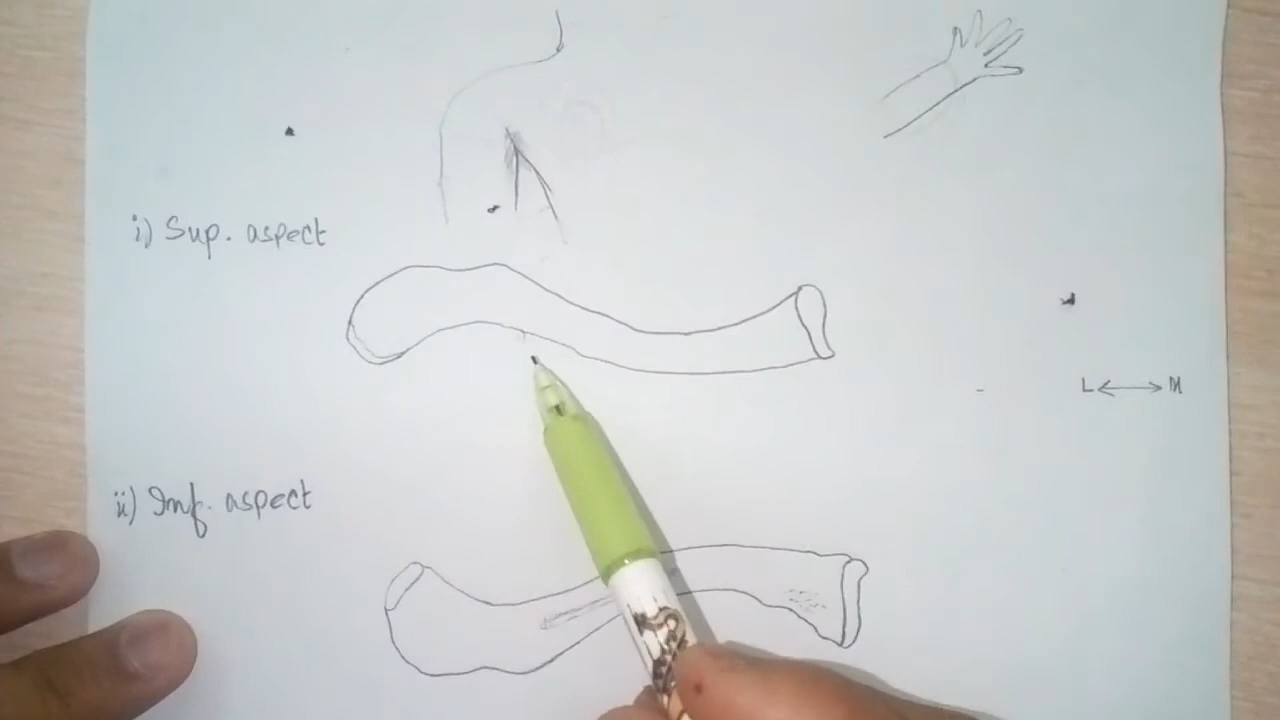 i) Sup. aspect
L <-> M
ii) Inf. aspect